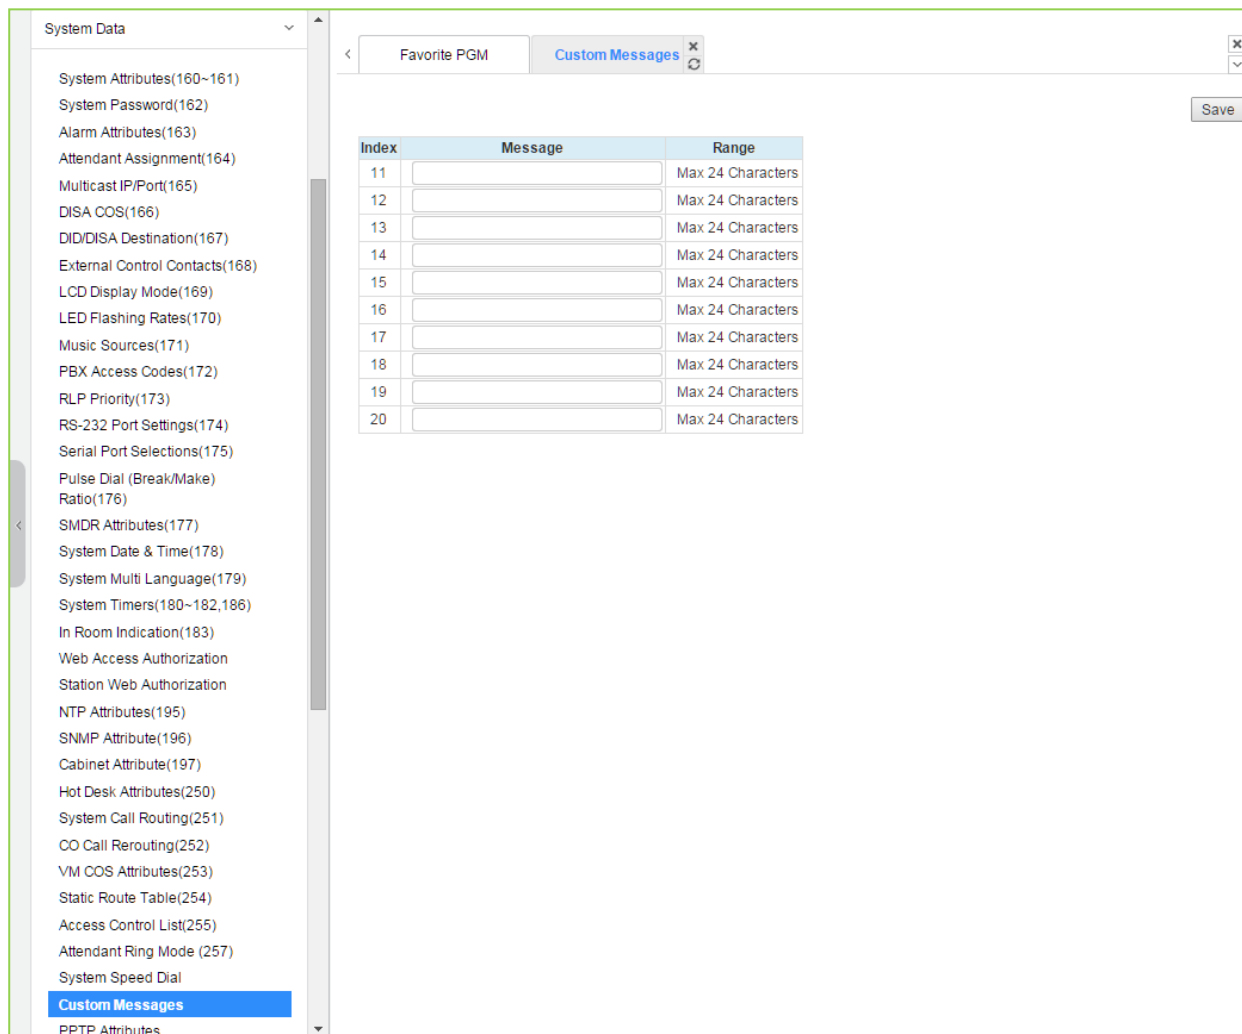 System Data
System Attributes(160~161)
System Password(162)
Alarm Attributes(163)
Attendant Assignment(164)
Multicast IP/Port(165)
DISA COS(166)
DID/DISA Destination(167)
External Control Contacts(168)
LCD Display Mode(169)
LED Flashing Rates(170)
Music Sources(171)
PBX Access Codes(172)
RLP Priority(173)
RS-232 Port Settings(174)
Serial Port Selections(175)
Pulse Dial (Break/Make)
Ratio(176)
SMDR Attributes(177)
System Date & Time(178)
System Multi Language(179)
System Timers(180~182,186)
In Room Indication(183)
Web Access Authorization
Station Web Authorization
NTP Attributes(195)
SNMP Attribute(196)
Cabinet Attribute(197)
Hot Desk Attributes(250)
System Call Routing(251)
CO Call Rerouting(252)
VM COS Attributes(253)
Static Route Table(254)
Access Control List(255)
Attendant Ring Mode (257)
System Speed Dial
Custom Messages
PPTP Attributes
Favorite PGM Custom Messages
Save
Index Message Range
11 Max 24 Characters
12 Max 24 Characters
13 Max 24 Characters
14 Max 24 Characters
15 Max 24 Characters
16 Max 24 Characters
17 Max 24 Characters
18 Max 24 Characters
19 Max 24 Characters
20 Max 24 Characters